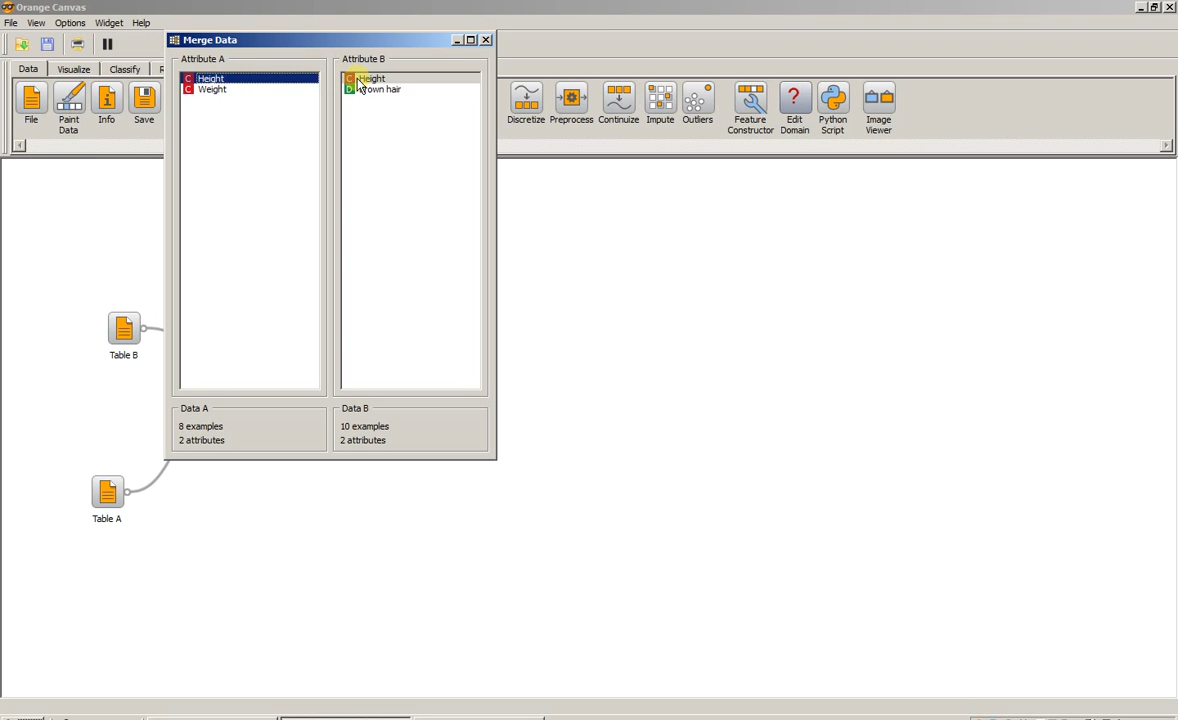 Orange Canvas
File View Options Widget Help
Merge Data
Data Visualize Classify R
Attribute A Attribute B
C Height
C Weight
C Height
D
File Paint Data Info Save
Discretize Preprocess Continuize Impute Outliers Feature Constructor Edit Domain Python Script Image Viewer
Table B
Table A
Data A
8 examples
2 attributes
Data B
10 examples
2 attributes